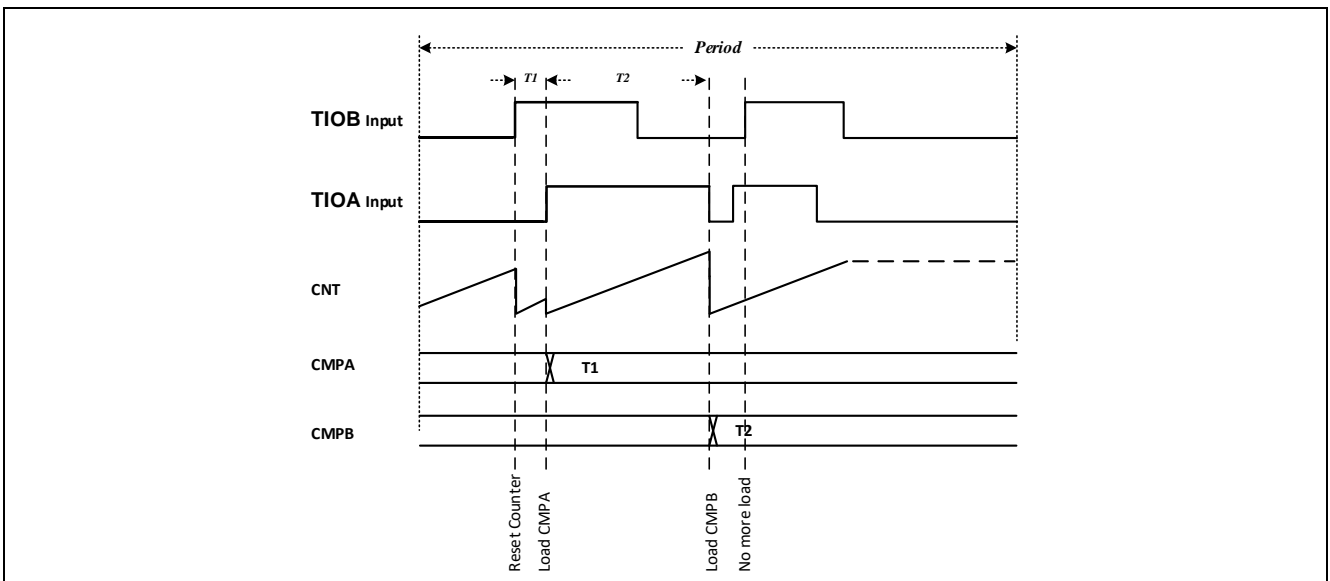 Period
T1
T2
TIOB Input
TIOA Input
CNT
CMPA
T1
CMPB
T2
Reset Counter
Load CMPA
Load CMPB
No more load